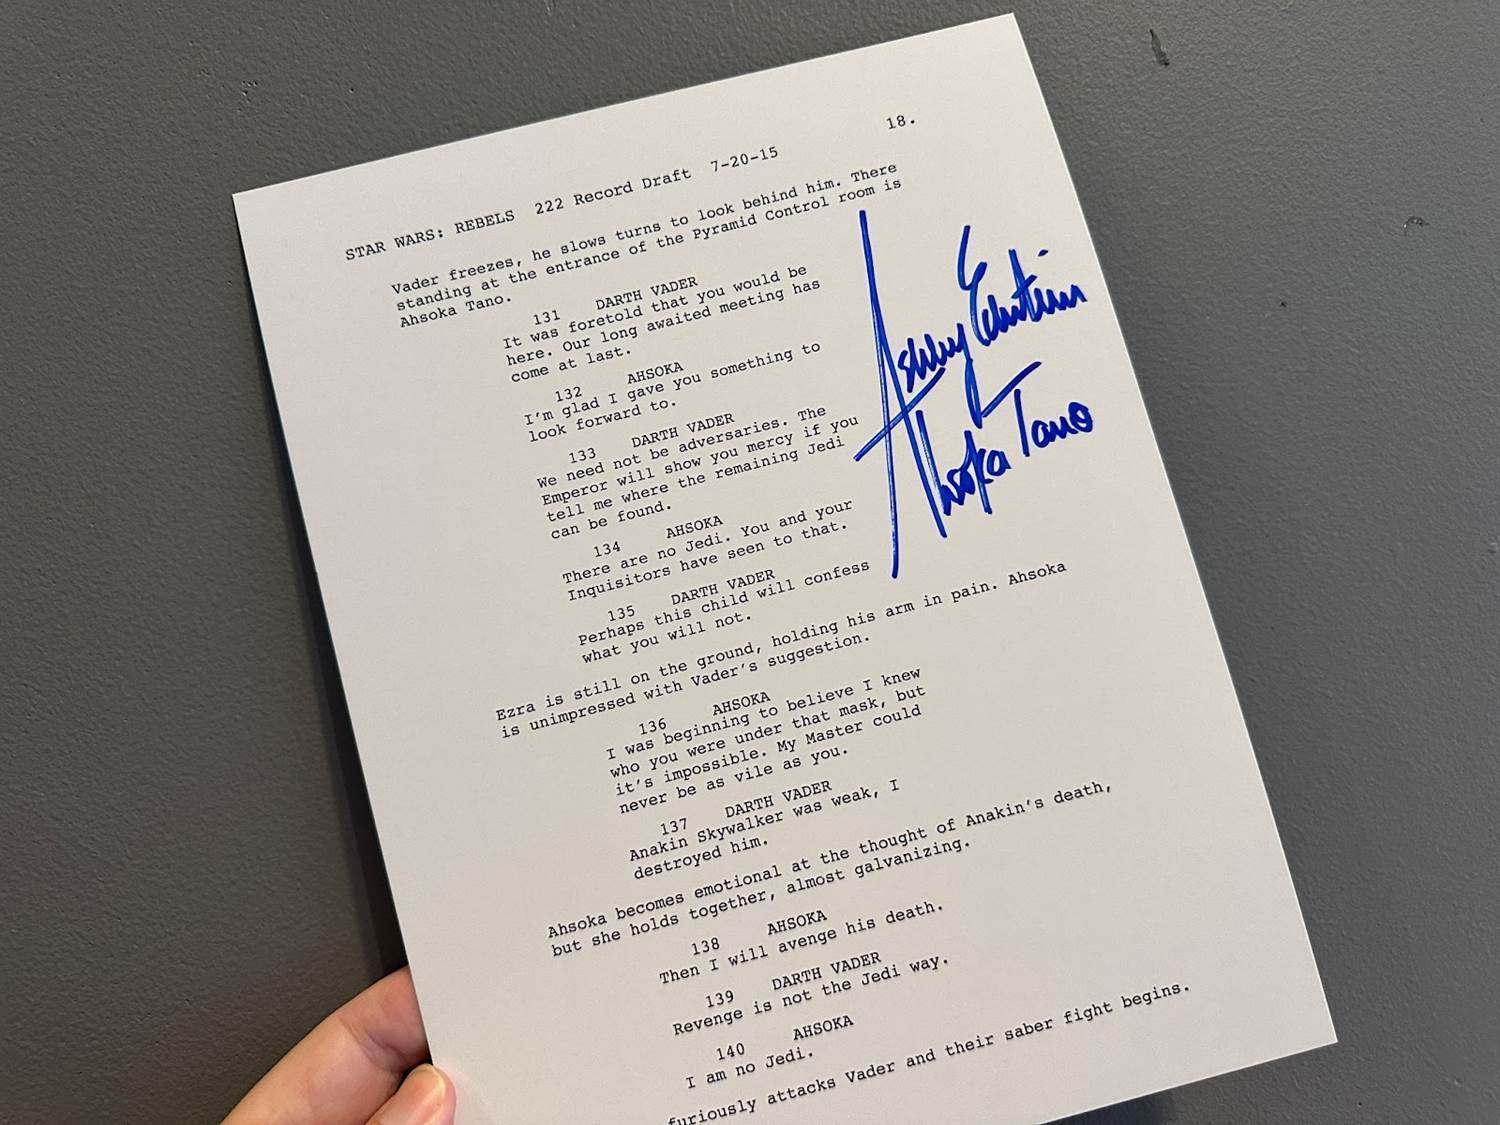 18.
STAR WARS: REBELS 222 Record Draft 7-20-15
Vader freezes, he slows turns to look behind him. There
standing at the entrance of the Pyramid Control room is
Ahsoka Tano.
131 DARTH VADER
It was foretold that you would be
here. Our long awaited meeting has
come at last.
132 AHSOKA
I'm glad I gave you something to
look forward to.
133 DARTH VADER
We need not be adversaries. The
Emperor will show you mercy if you
tell me where the remaining Jedi
can be found.
134 AHSOKA
There are no Jedi. You and your
Inquisitors have seen to that.
135 DARTH VADER
Perhaps this child will confess
what you will not.
Ezra is still on the ground, holding his arm in pain. Ahsoka
is unimpressed with Vader's suggestion.
136 AHSOKA
I was beginning to believe I knew
who you were under that mask, but
it's impossible. My Master could
never be as vile as you.
137 DARTH VADER
Anakin Skywalker was weak, I
destroyed him.
Ahsoka becomes emotional at the thought of Anakin's death,
but she holds together, almost galvanizing.
138 AHSOKA
Then I will avenge his death.
139 DARTH VADER
Revenge is not the Jedi way.
140 AHSOKA
I am no Jedi.
furiously attacks Vader and their saber fight begins.
Ashley Eckstein
Ahsoka Tano